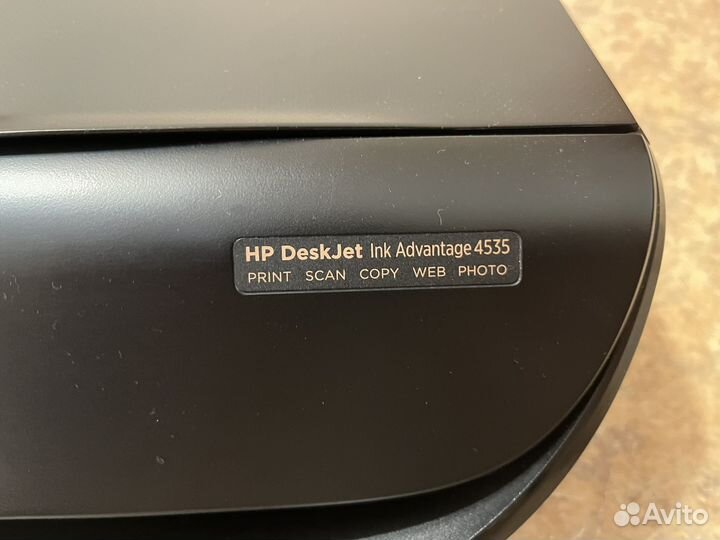 HP DeskJet Ink Advantage 4535
PRINT SCAN COPY WEB PHOTO
Avito